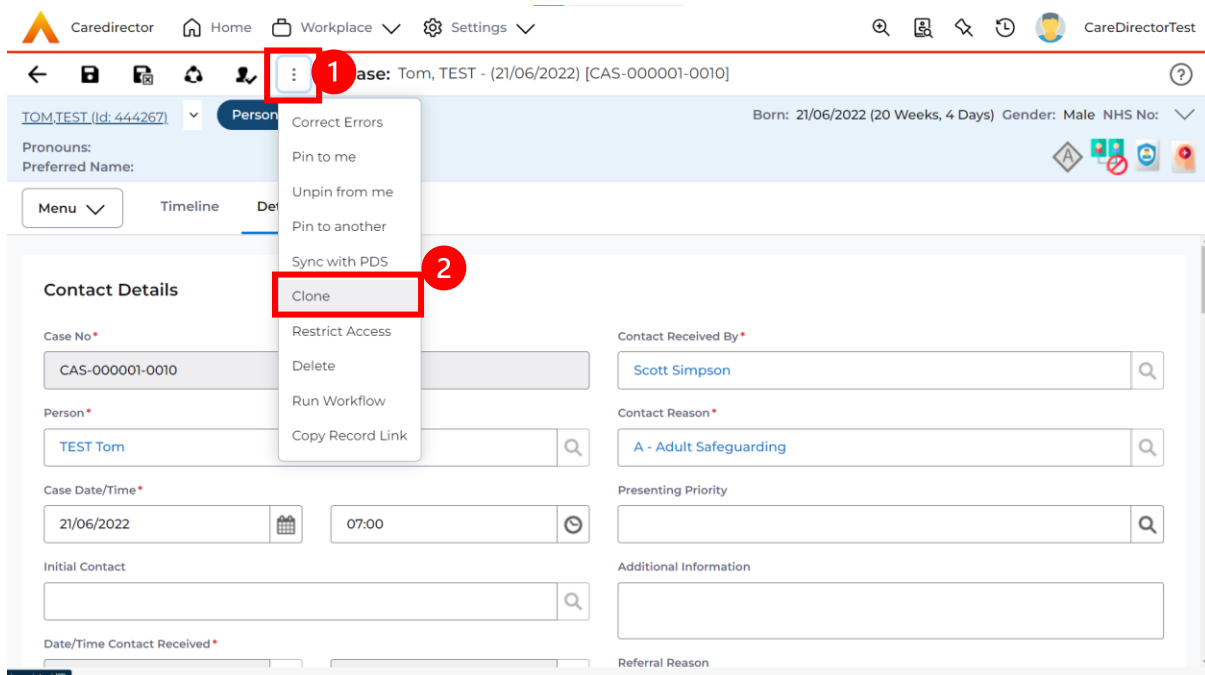 Caredirector Home Workplace Settings CareDirectorTest
1 ase: Tom, TEST - (21/06/2022) [CAS-000001-0010]
TOM,TEST (Id: 444267) Person Born: 21/06/2022 (20 Weeks, 4 Days) Gender: Male NHS No:
Pronouns:
Preferred Name:
Menu Timeline Det
Correct Errors
Pin to me
Unpin from me
Pin to another
Sync with PDS
2
Clone
Restrict Access
Delete
Run Workflow
Copy Record Link
Contact Details
Case No*
CAS-000001-0010
Person*
TEST Tom
Case Date/Time*
21/06/2022 07:00
Initial Contact
Date/Time Contact Received*
Contact Received By*
Scott Simpson
Contact Reason*
A - Adult Safeguarding
Presenting Priority
Additional Information
Referral Reason